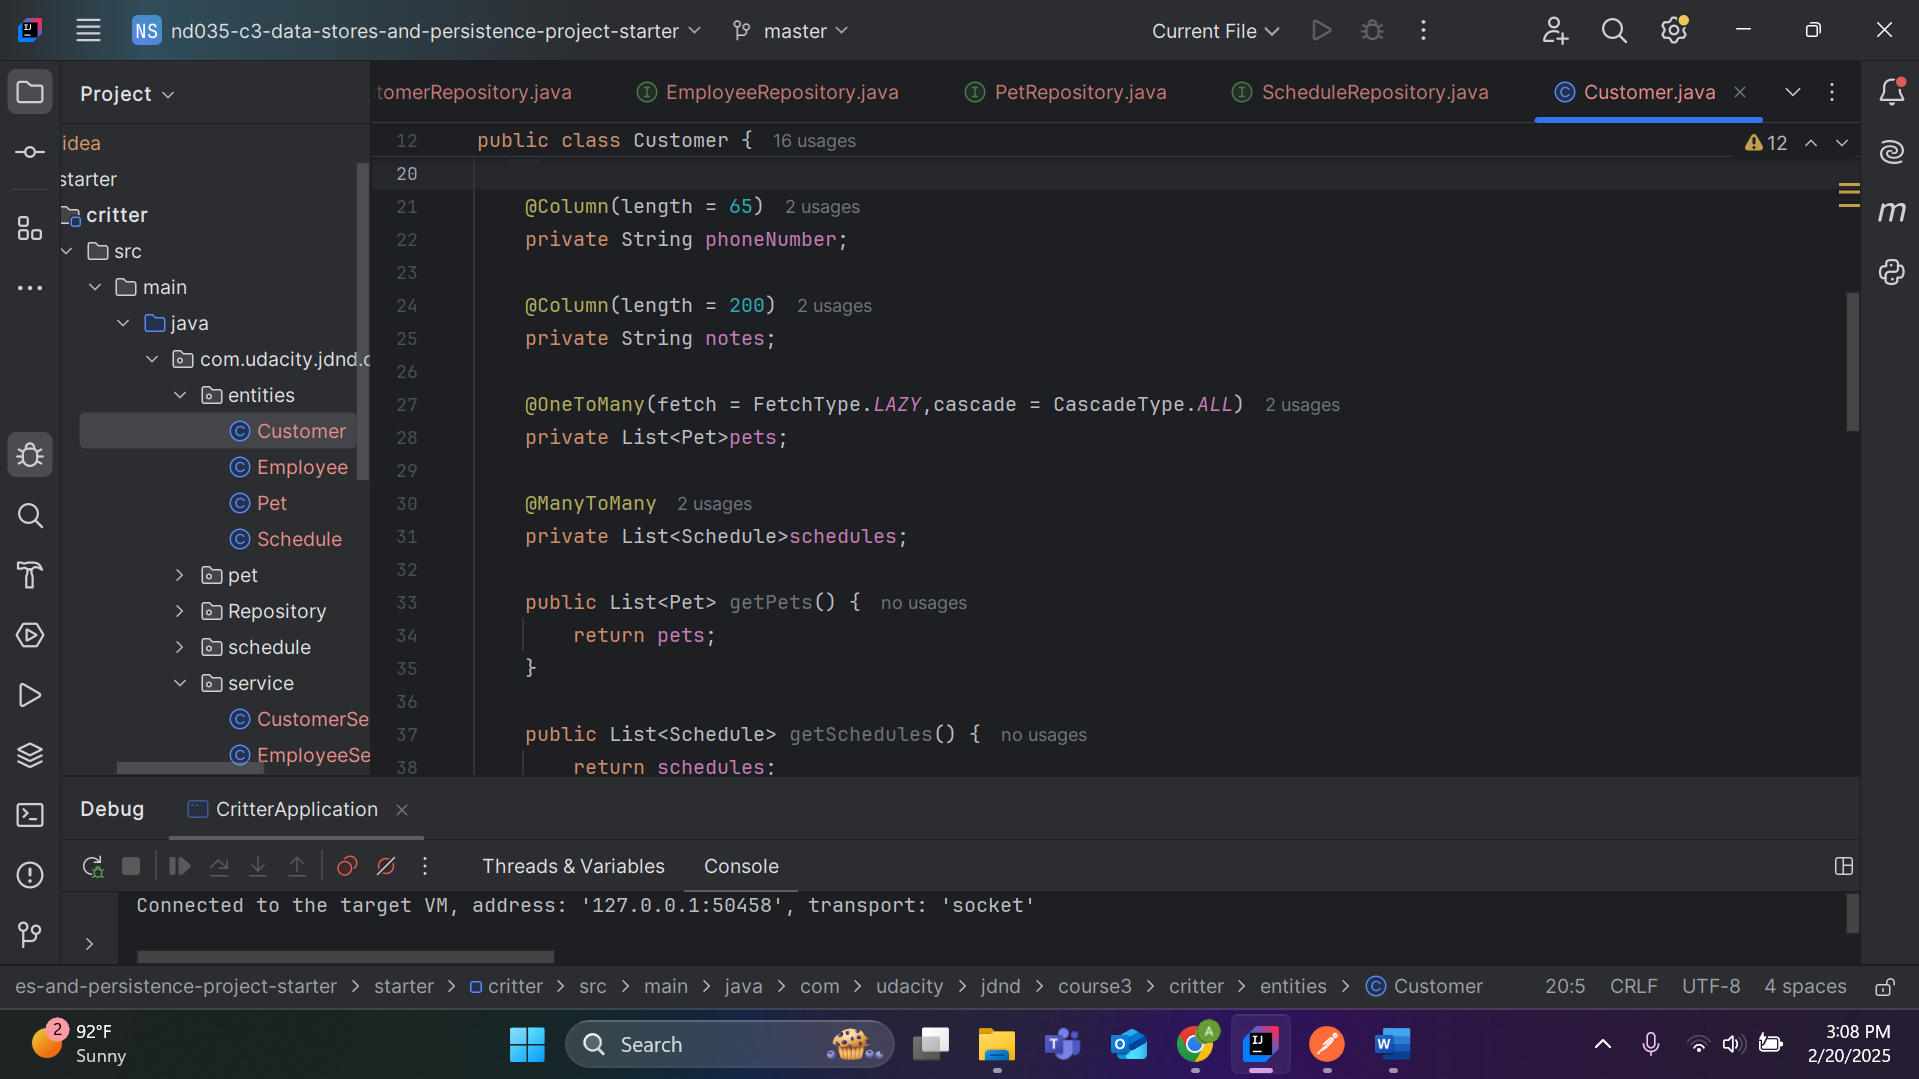 NS nd035-c3-data-stores-and-persistence-project-starter master Current File
Project
tomerRepository.java EmployeeRepository.java PetRepository.java ScheduleRepository.java Customer.java
idea
starter
critter
src
main
java
com.udacity.jdnd.c
entities
Customer
Employee
Pet
Schedule
pet
Repository
schedule
service
CustomerSe
EmployeeSe
12 public class Customer { 16 usages 12
20
21 @Column(length = 65) 2 usages
22 private String phoneNumber;
23
24 @Column(length = 200) 2 usages
25 private String notes;
26
27 @OneToMany(fetch = FetchType.LAZY,cascade = CascadeType.ALL) 2 usages
28 private List<Pet>pets;
29
30 @ManyToMany 2 usages
31 private List<Schedule>schedules;
32
33 public List<Pet> getPets() { no usages
34 return pets;
35 }
36
37 public List<Schedule> getSchedules() { no usages
38 return schedules;
m
Debug CritterApplication
Threads & Variables Console
Connected to the target VM, address: '127.0.0.1:50458', transport: 'socket'
es-and-persistence-project-starter > starter > critter > src > main > java > com > udacity > jdnd > course3 > critter > entities > Customer 20:5 CRLF UTF-8 4 spaces
2 92°F
Sunny
Search
A
3:08 PM
2/20/2025